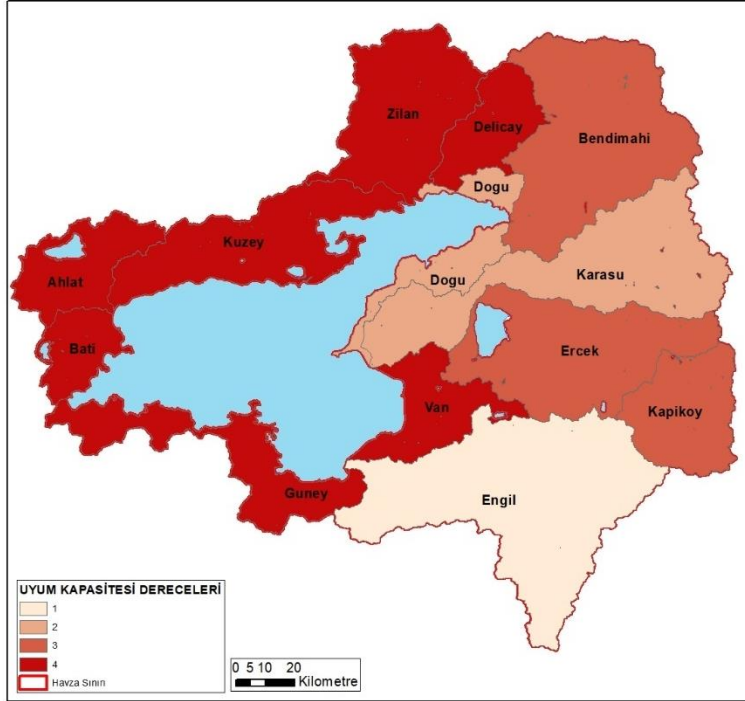 Zilan
Delicay
Bendimahi
Dogu
Kuzey
Ahlat
Dogu
Karasu
Bati
Ercek
Van
Kapikoy
Guney
Engil
UYUM KAPASİTESİ DERECELERİ
1
2
3
4
Havza Sınırı
0 5 10 20
Kilometre